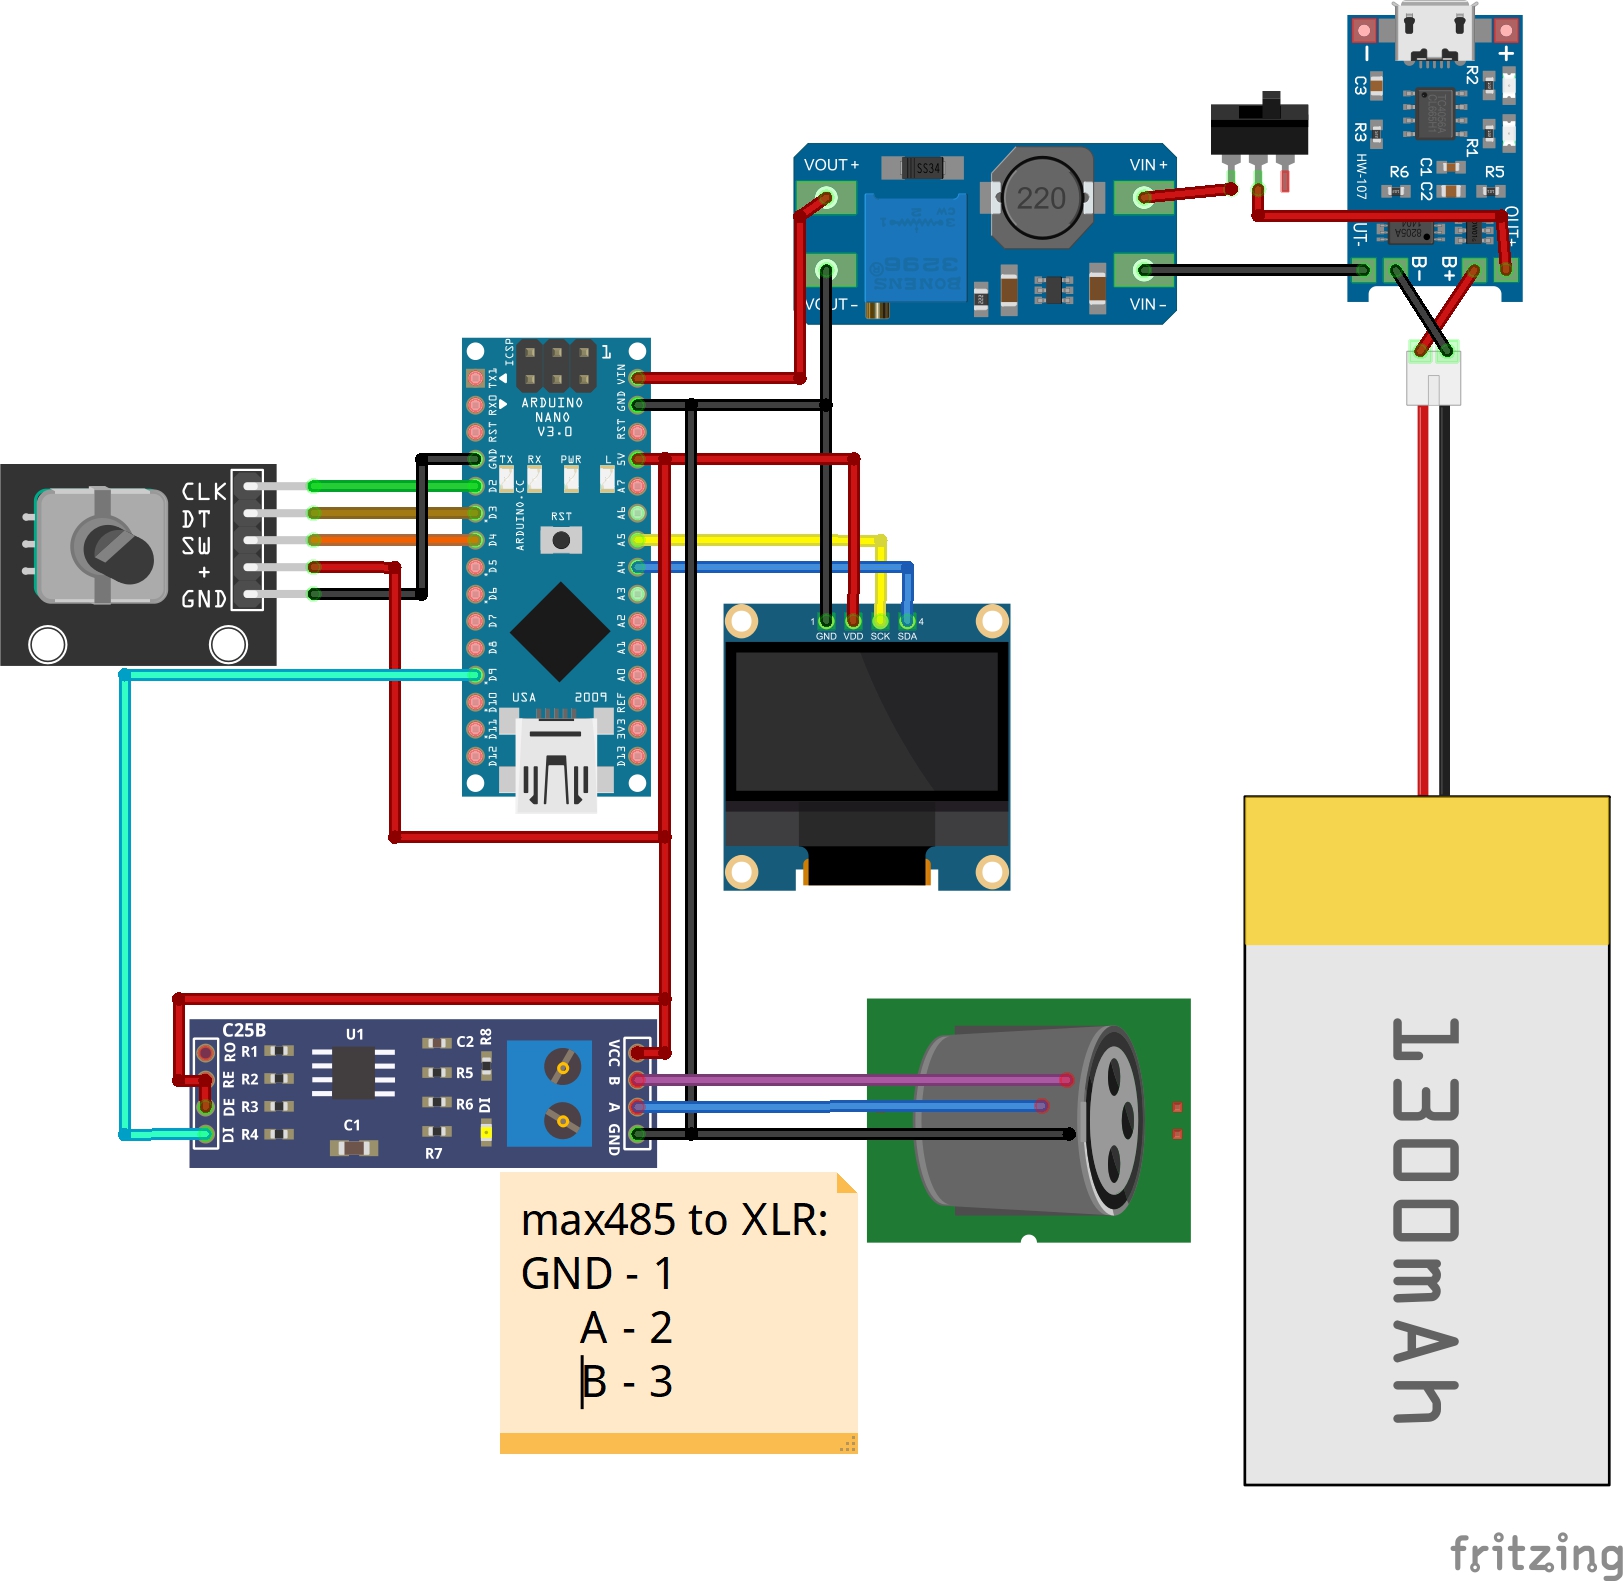 CLK
DT
SW
+
GND
ICSP
1
ARDUINO
NANO
V3.0
TX1
RX0
RST
GND
D2
D3
D4
D5
D6
D7
D8
D9
D10
D11
D12
VIN
GND
RST
5V
A7
A6
A5
A4
A3
A2
A1
A0
REF
3V3
D13
TX RX PWR L
RST
ARDUINO.CC
USA 2009
VOUT+
VOUT-
VIN+
VIN-
SS34
220
3296
BONENS
- +
C3
R3
R2
R1
C1
C2
R6
R5
HW-107
UT-
B-
B+
OUT+
8205A
1 GND VDD SCK SDA 4
C25B
RO
RE
DE
DI
R1
R2
R3
R4
U1
C1
C2
R5
R6
R7
R8
DI
VCC
B
A
GND
max485 to XLR:
GND - 1
A - 2
B - 3
1300mAh
fritzing